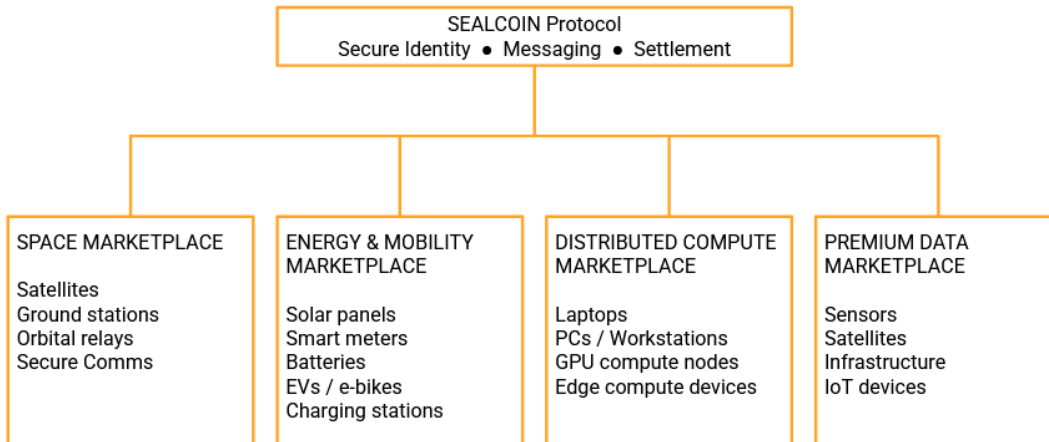 SEALCOIN Protocol
Secure Identity ● Messaging ● Settlement
SPACE MARKETPLACE
Satellites
Ground stations
Orbital relays
Secure Comms
ENERGY & MOBILITY
MARKETPLACE
Solar panels
Smart meters
Batteries
EVs / e-bikes
Charging stations
DISTRIBUTED COMPUTE
MARKETPLACE
Laptops
PCs / Workstations
GPU compute nodes
Edge compute devices
PREMIUM DATA
MARKETPLACE
Sensors
Satellites
Infrastructure
IoT devices